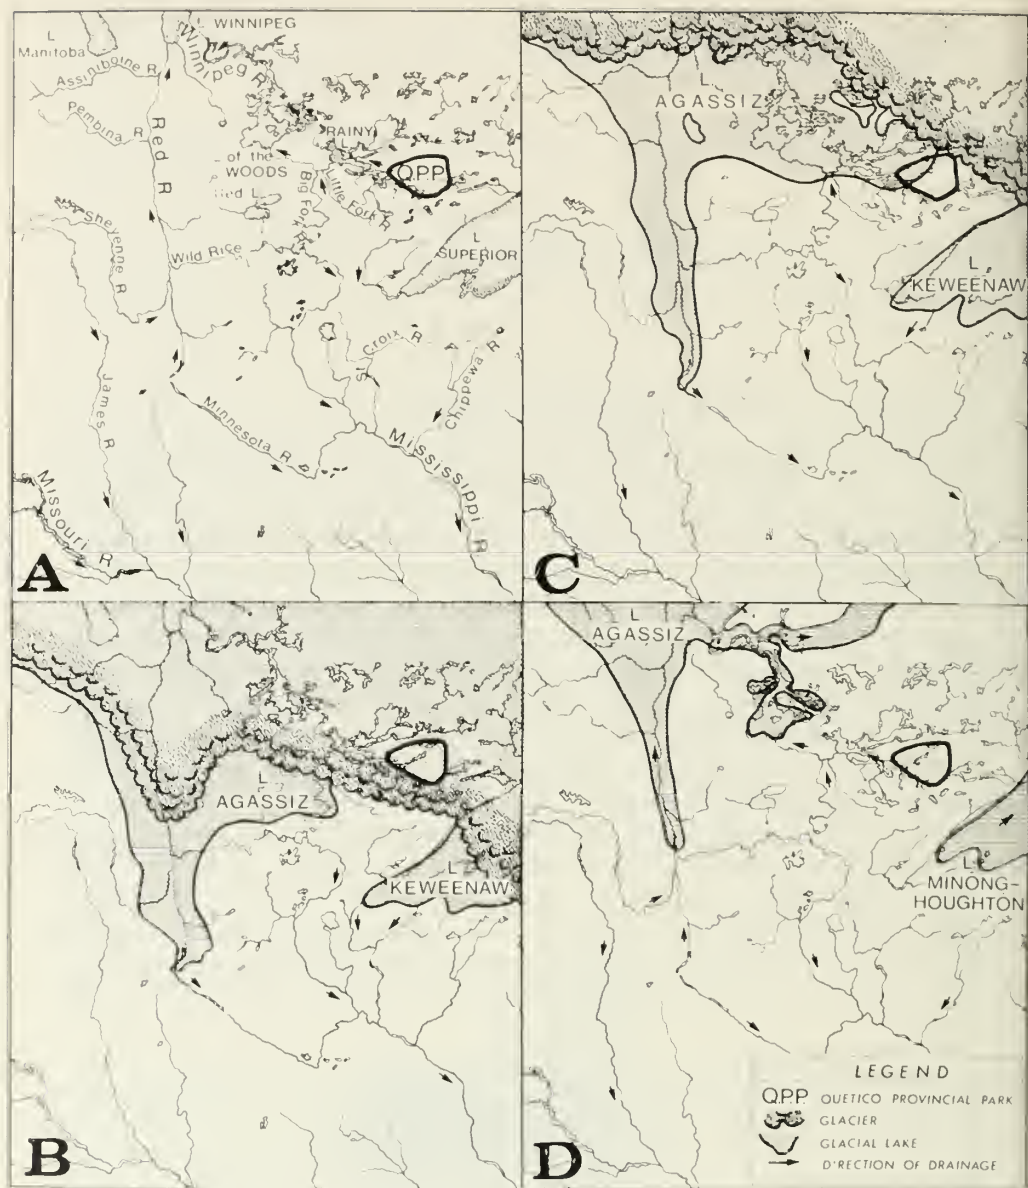 L
Manitoba
L WINNIPEG
Winnipeg R
Assiniboine R
Pembina R
Red R
RAINY
L
of the
WOODS
Q.P.P.
Big Fork R
Little Fork R
L
SUPERIOR
Sheyenne R
Wild Rice
St Croix R
Chippewa R
James R
Minnesota R
Mississippi R
Missouri R
A
L
AGASSIZ
L
KEWEENAW
C
L
AGASSIZ
L
KEWEENAW
B
L
AGASSIZ
L
MINONG-
HOUGHTON
D
LEGEND
Q.P.P. QUETICO PROVINCIAL PARK
GLACIER
GLACIAL LAKE
D'RECTION OF DRAINAGE